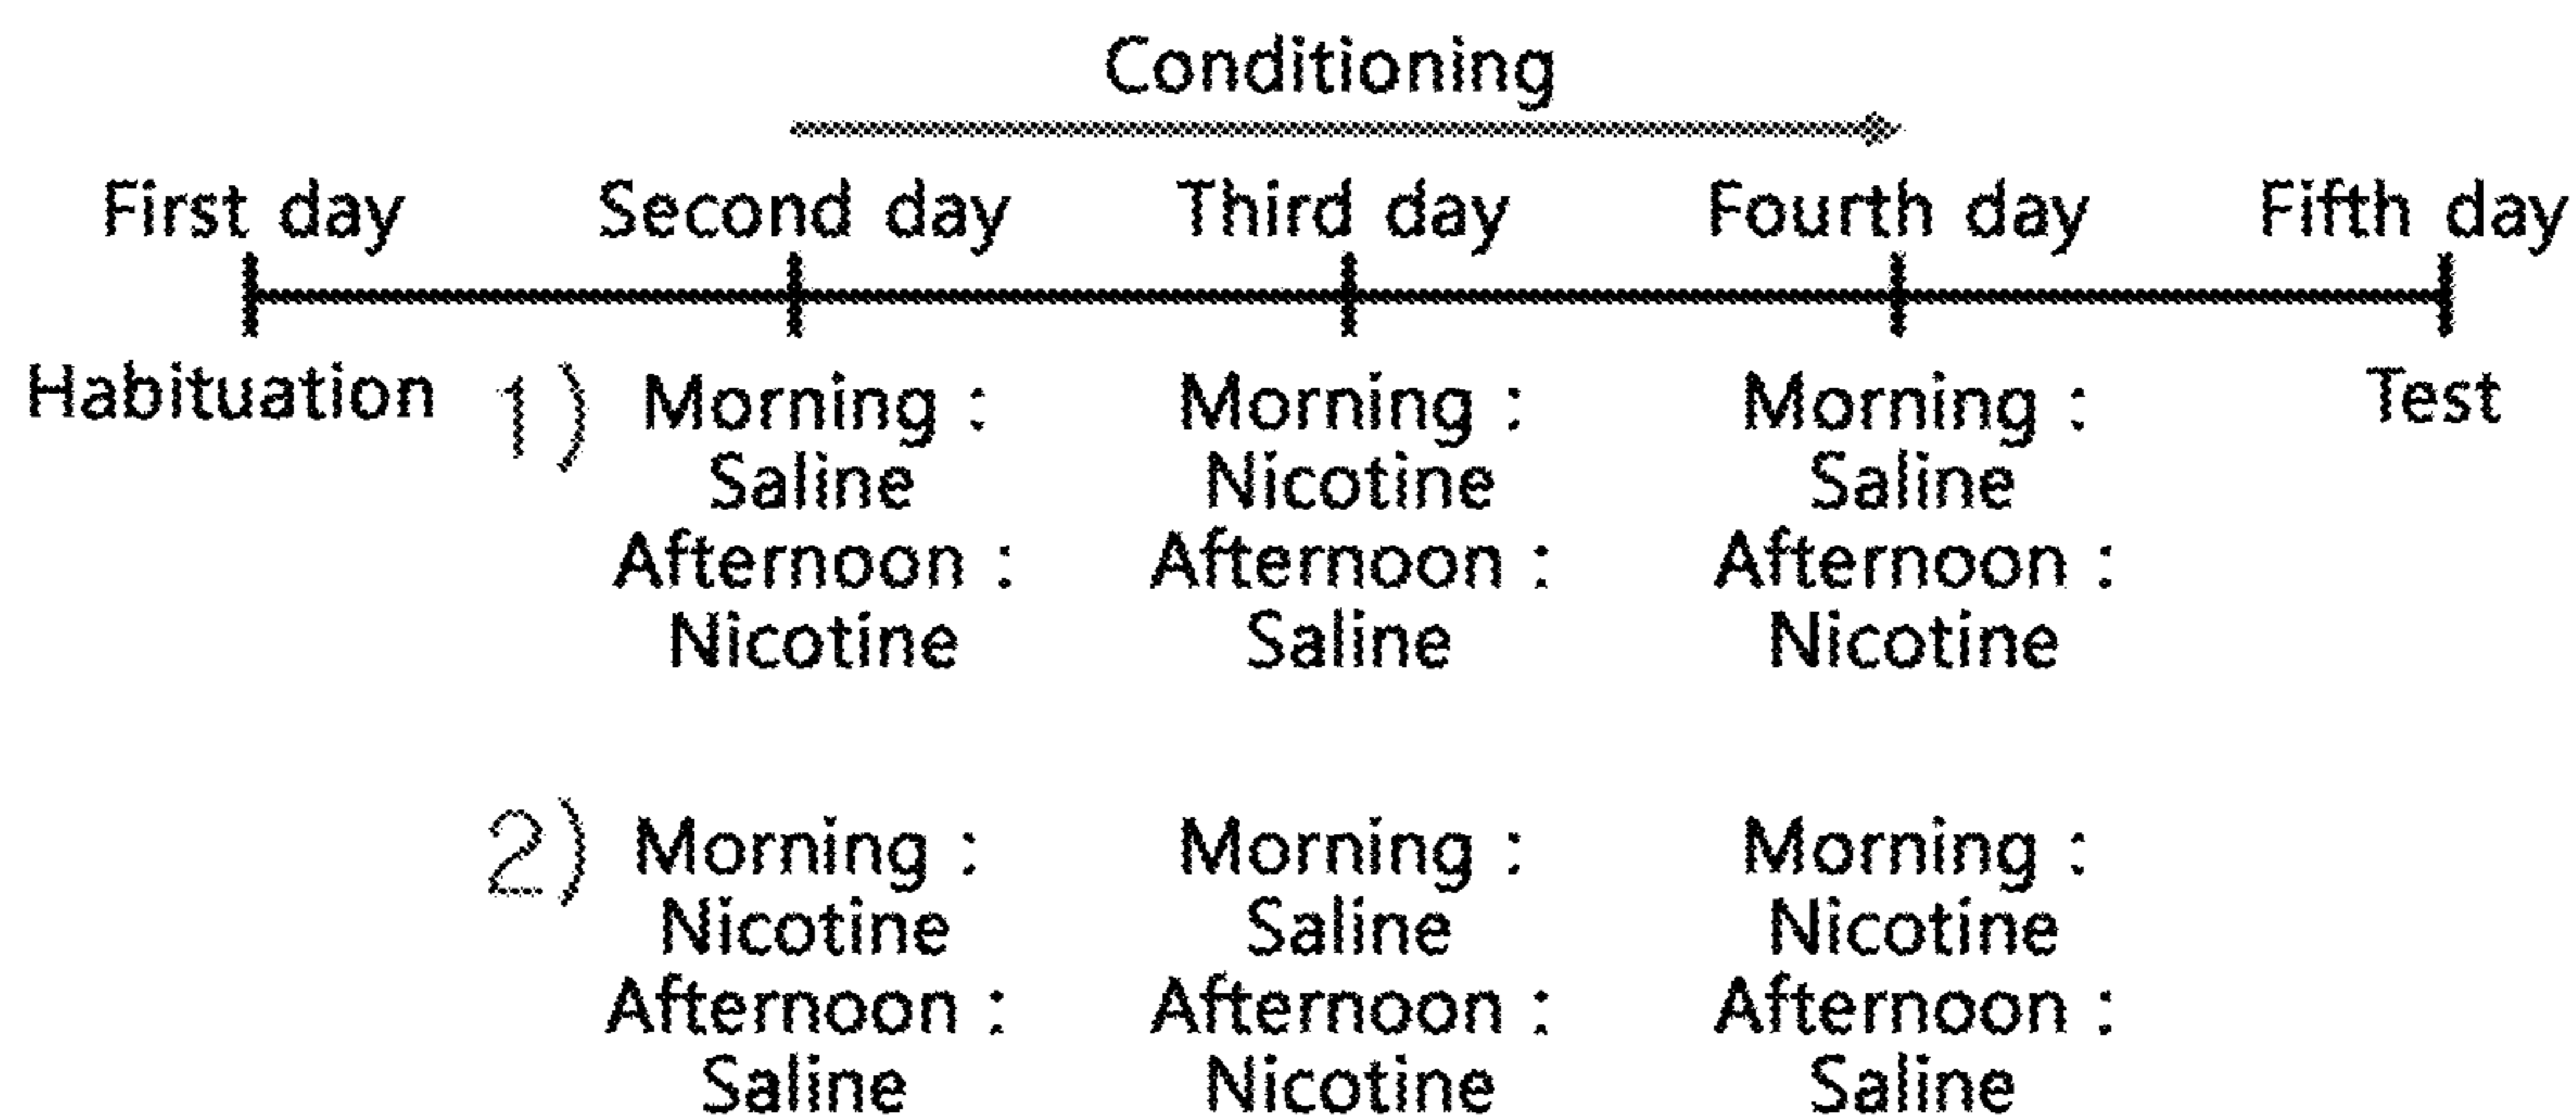 Conditioning
First day Second day Third day Fourth day Fifth day
Habituation 1) Morning : Morning : Morning : Test
Saline Nicotine Saline
Afternoon : Afternoon : Afternoon :
Nicotine Saline Nicotine
2) Morning : Morning : Morning :
Nicotine Saline Nicotine
Afternoon : Afternoon : Afternoon :
Saline Nicotine Saline